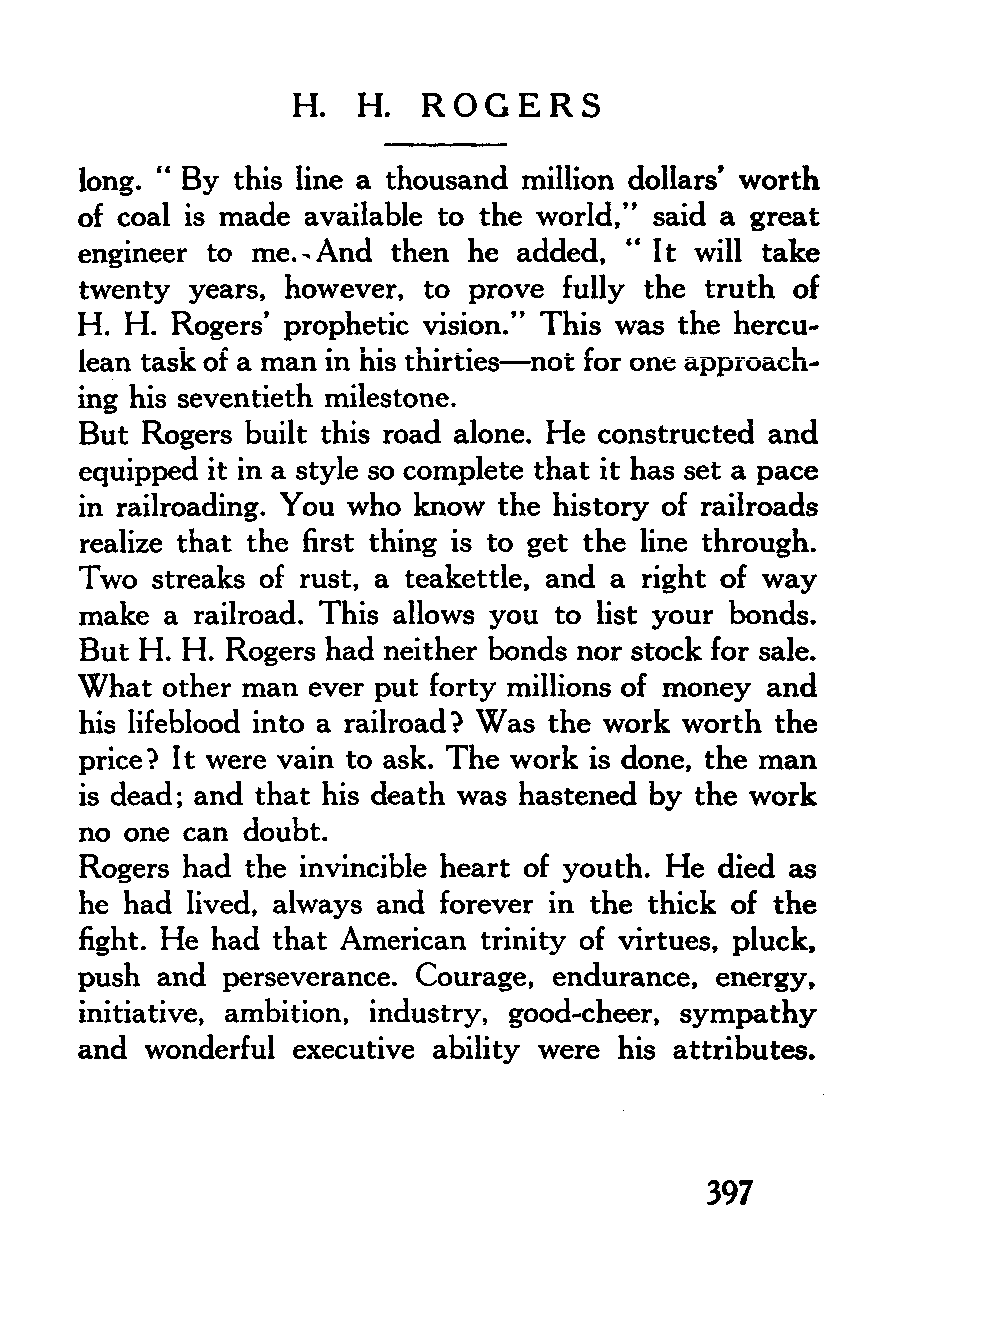 H. H. ROGERS
long. “ By this line a thousand million dollars’ worth
of coal is made available to the world,” said a great
engineer to me. And then he added, “ It will take
twenty years, however, to prove fully the truth of
H. H. Rogers’ prophetic vision.” This was the hercu-
lean task of a man in his thirties—not for one approach-
ing his seventieth milestone.
But Rogers built this road alone. He constructed and
equipped it in a style so complete that it has set a pace
in railroading. You who know the history of railroads
realize that the first thing is to get the line through.
Two streaks of rust, a teakettle, and a right of way
make a railroad. This allows you to list your bonds.
But H. H. Rogers had neither bonds nor stock for sale.
What other man ever put forty millions of money and
his lifeblood into a railroad? Was the work worth the
price? It were vain to ask. The work is done, the man
is dead; and that his death was hastened by the work
no one can doubt.
Rogers had the invincible heart of youth. He died as
he had lived, always and forever in the thick of the
fight. He had that American trinity of virtues, pluck,
push and perseverance. Courage, endurance, energy,
initiative, ambition, industry, good-cheer, sympathy
and wonderful executive ability were his attributes.
397